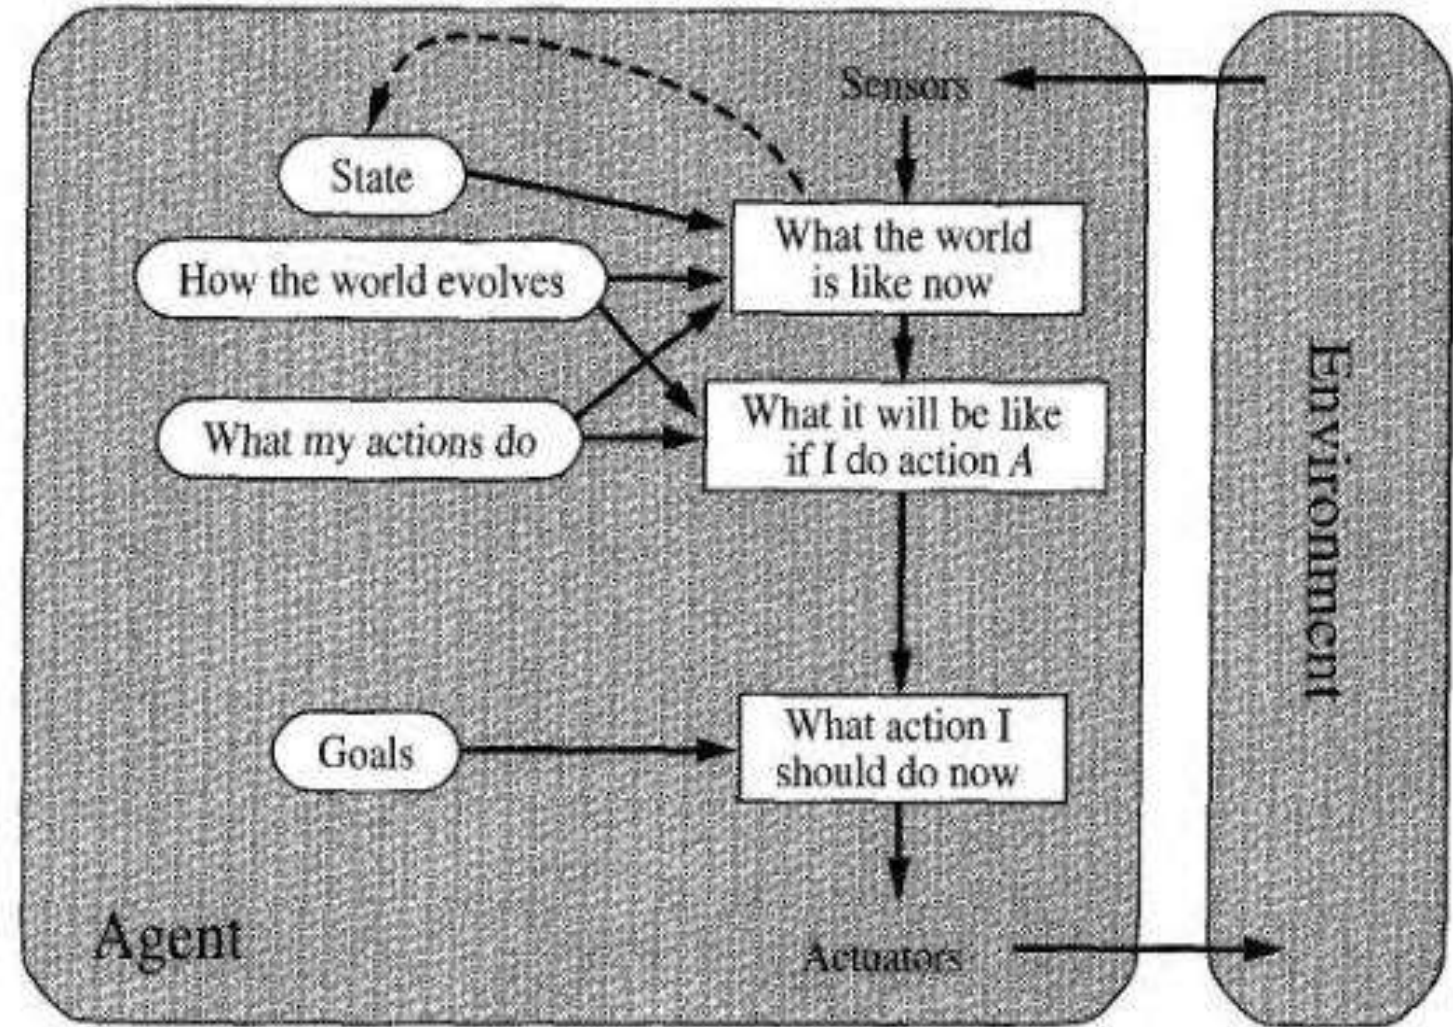 Sensors
State
What the world
is like now
How the world evolves
What my actions do
What it will be like
if I do action A
Environment
Goals
What action I
should do now
Agent
Actuators